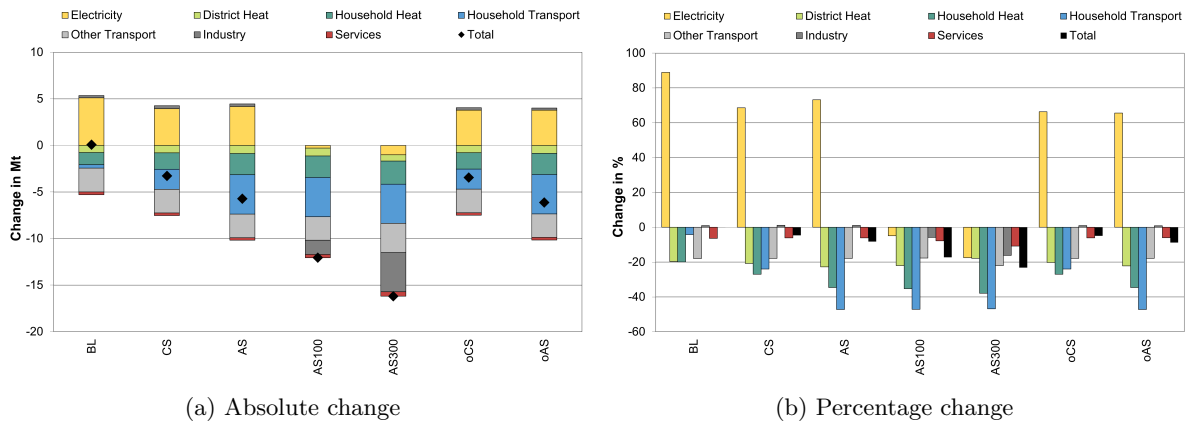 Electricity District Heat Household Heat Household Transport
Other Transport Industry Services Total
10
5
0
-5
-10
-15
-20
Change in Mt
BL CS AS AS100 AS300 oCS oAS
(a) Absolute change
Electricity District Heat Household Heat Household Transport
Other Transport Industry Services Total
100
80
60
40
20
0
-20
-40
-60
Change in %
BL CS AS AS100 AS300 oCS oAS
(b) Percentage change